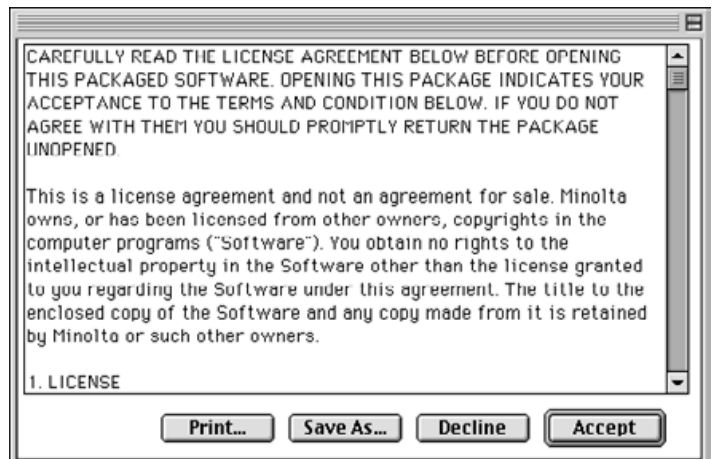 CAREFULLY READ THE LICENSE AGREEMENT BELOW BEFORE OPENING
THIS PACKAGED SOFTWARE. OPENING THIS PACKAGE INDICATES YOUR
ACCEPTANCE TO THE TERMS AND CONDITION BELOW. IF YOU DO NOT
AGREE WITH THEM YOU SHOULD PROMPTLY RETURN THE PACKAGE
UNOPENED.
This is a license agreement and not an agreement for sale. Minolta
owns, or has been licensed from other owners, copyrights in the
computer programs ("Software"). You obtain no rights to the
intellectual property in the Software other than the license granted
to you regarding the Software under this agreement. The title to the
enclosed copy of the Software and any copy made from it is retained
by Minolta or such other owners.
1. LICENSE
Print... Save As... Decline Accept